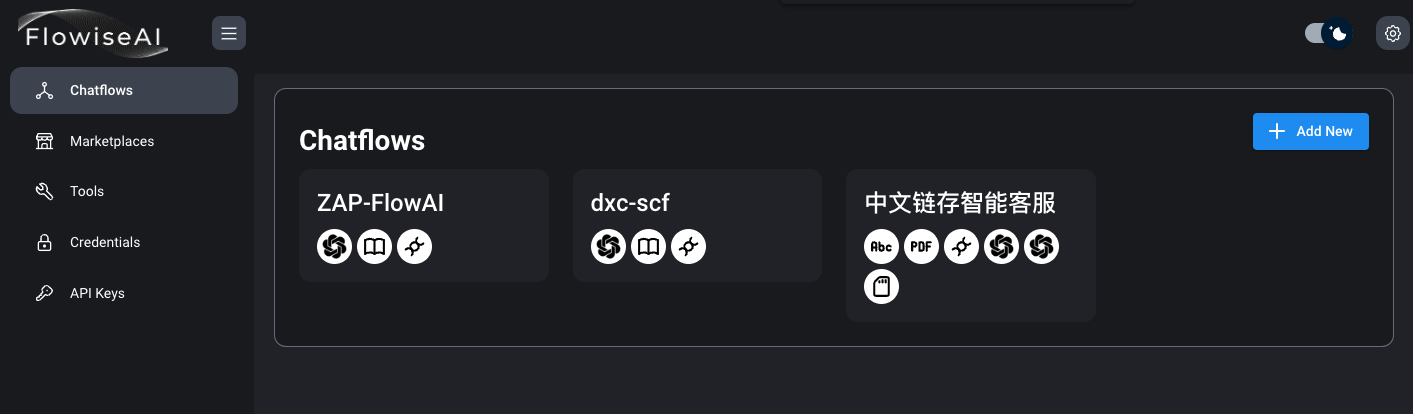 FlowiseAI
Chatflows
Marketplaces
Tools
Credentials
API Keys
Chatflows
Add New
ZAP-FlowAI
dxc-scf
中文链存智能客服
Abc
PDF